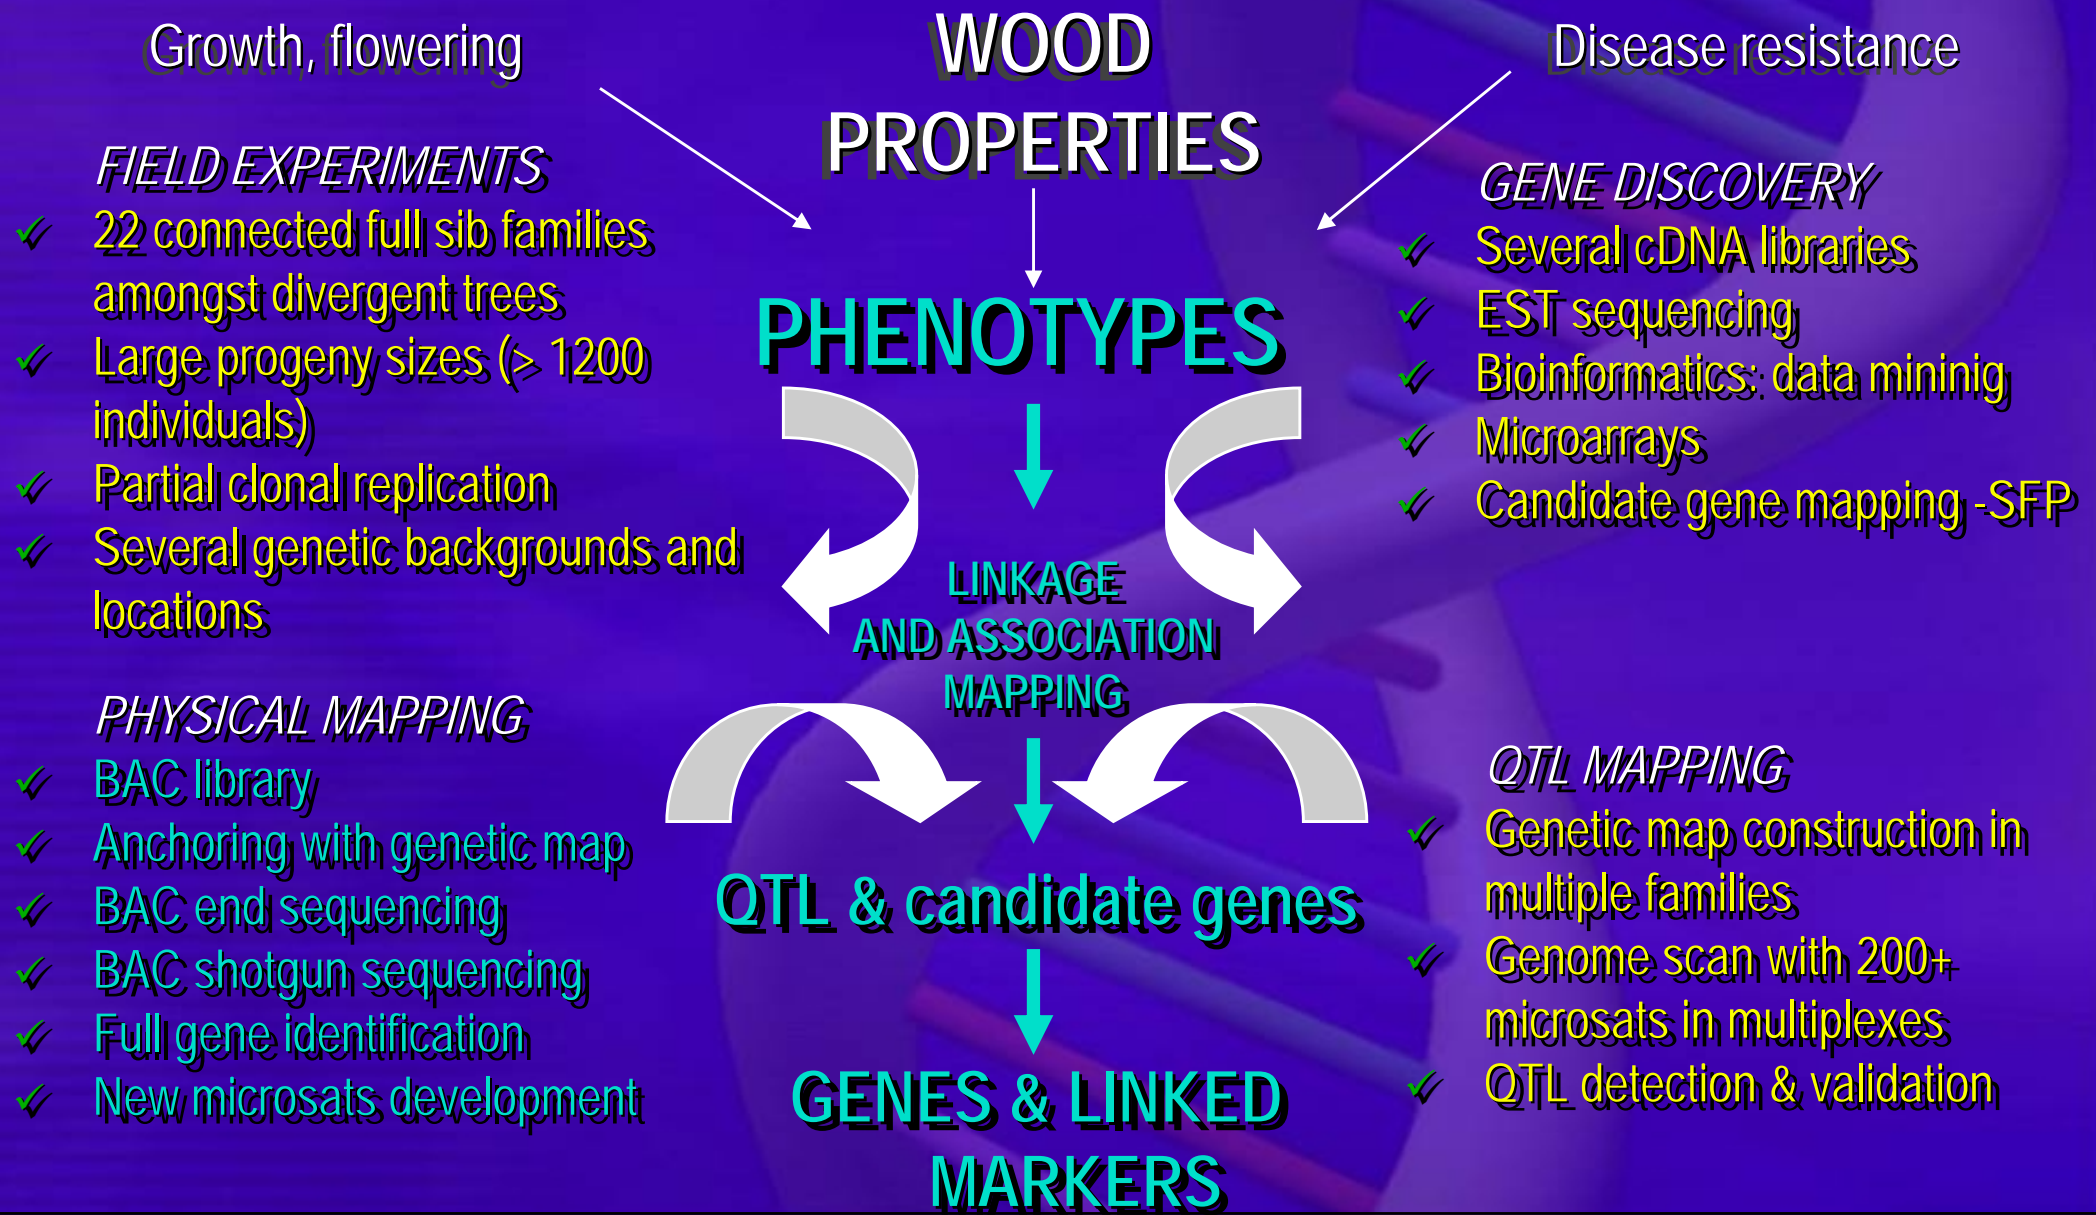 Growth, flowering
WOOD
PROPERTIES
Disease resistance
FIELD EXPERIMENTS
22 connected full sib families
amongst divergent trees
Large progeny sizes (> 1200
individuals)
Partial clonal replication
Several genetic backgrounds and
locations
PHYSICAL MAPPING
BAC library
Anchoring with genetic map
BAC end sequencing
BAC shotgun sequencing
Full gene identification
New microsats development
PHENOTYPES
LINKAGE
AND ASSOCIATION
MAPPING
QTL & candidate genes
GENES & LINKED
MARKERS
GENE DISCOVERY
Several cDNA libraries
EST sequencing
Bioinformatics: data mininig
Microarrays
Candidate gene mapping -SFP
QTL MAPPING
Genetic map construction in
multiple families
Genome scan with 200+
microsats in multiplexes
QTL detection & validation